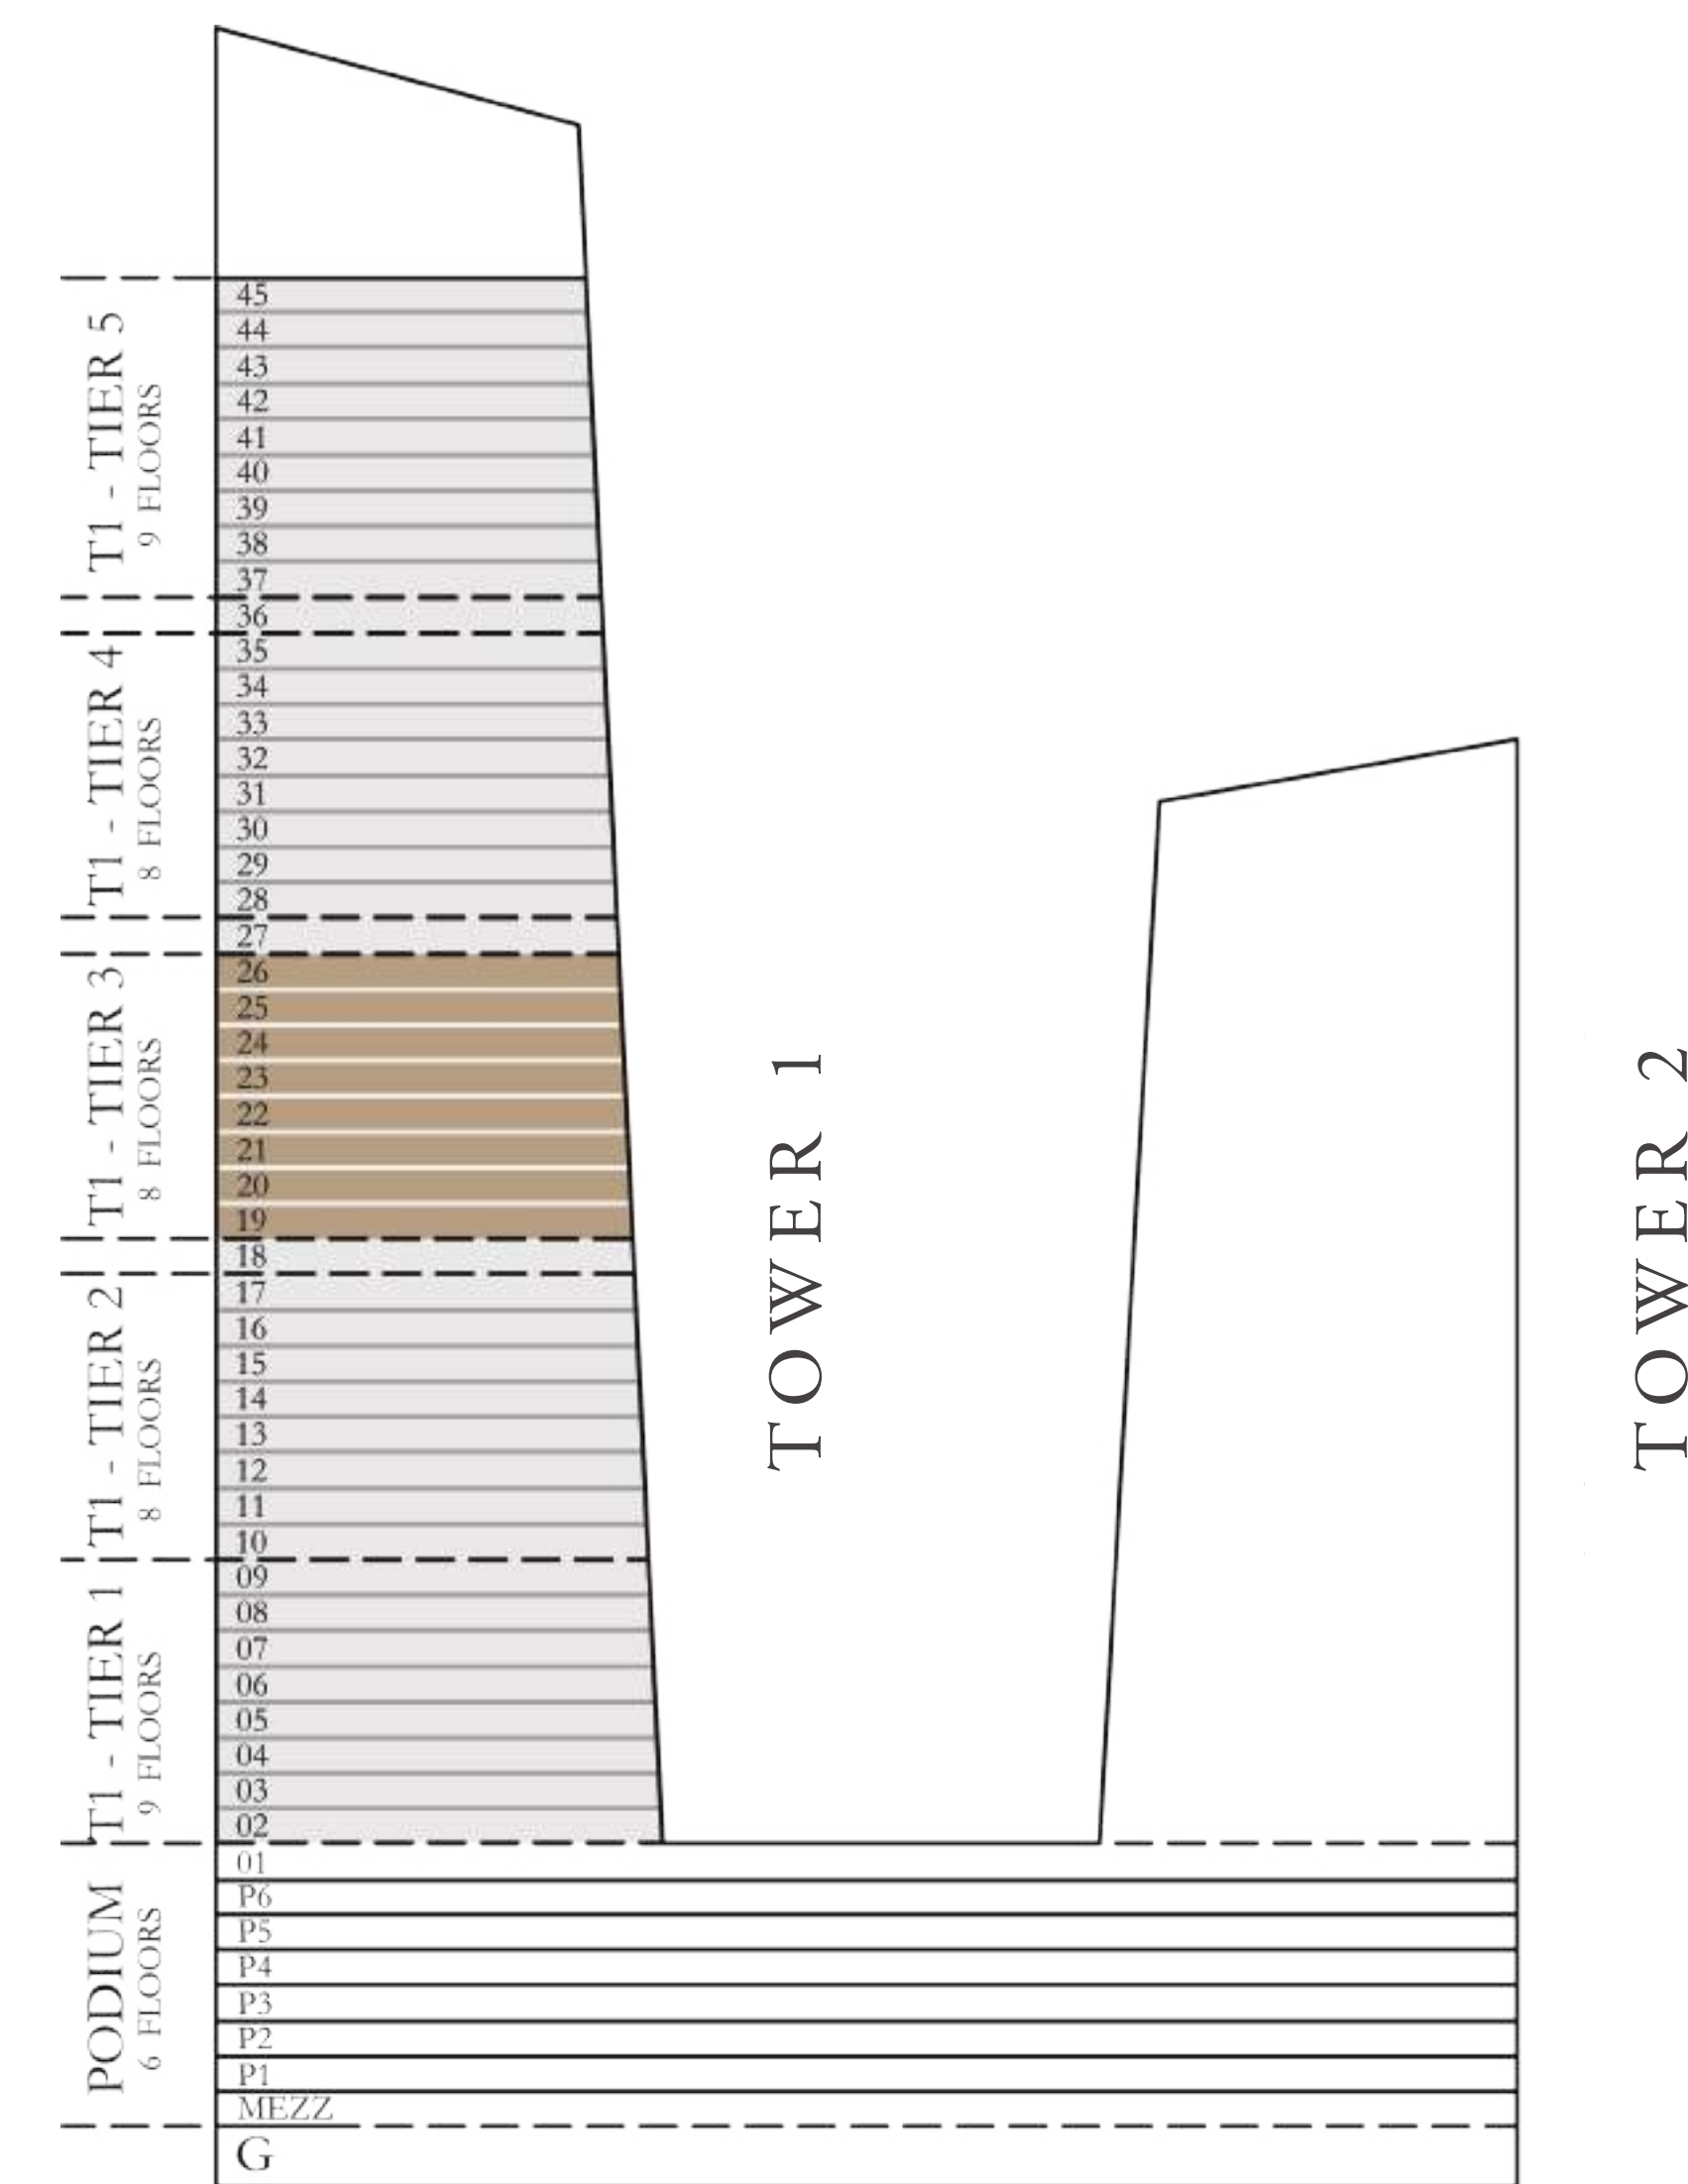 T1 - TIER 5
9 FLOORS
T1 - TIER 4
8 FLOORS
T1 - TIER 3
8 FLOORS
T1 - TIER 2
8 FLOORS
T1 - TIER 1
9 FLOORS
PODIUM
6 FLOORS
45
44
43
42
41
40
39
38
37
36
35
34
33
32
31
30
29
28
27
26
25
24
23
22
21
20
19
18
17
16
15
14
13
12
11
10
09
08
07
06
05
04
03
02
01
P6
P5
P4
P3
P2
P1
MEZZ
G
TOWER 1
TOWER 2